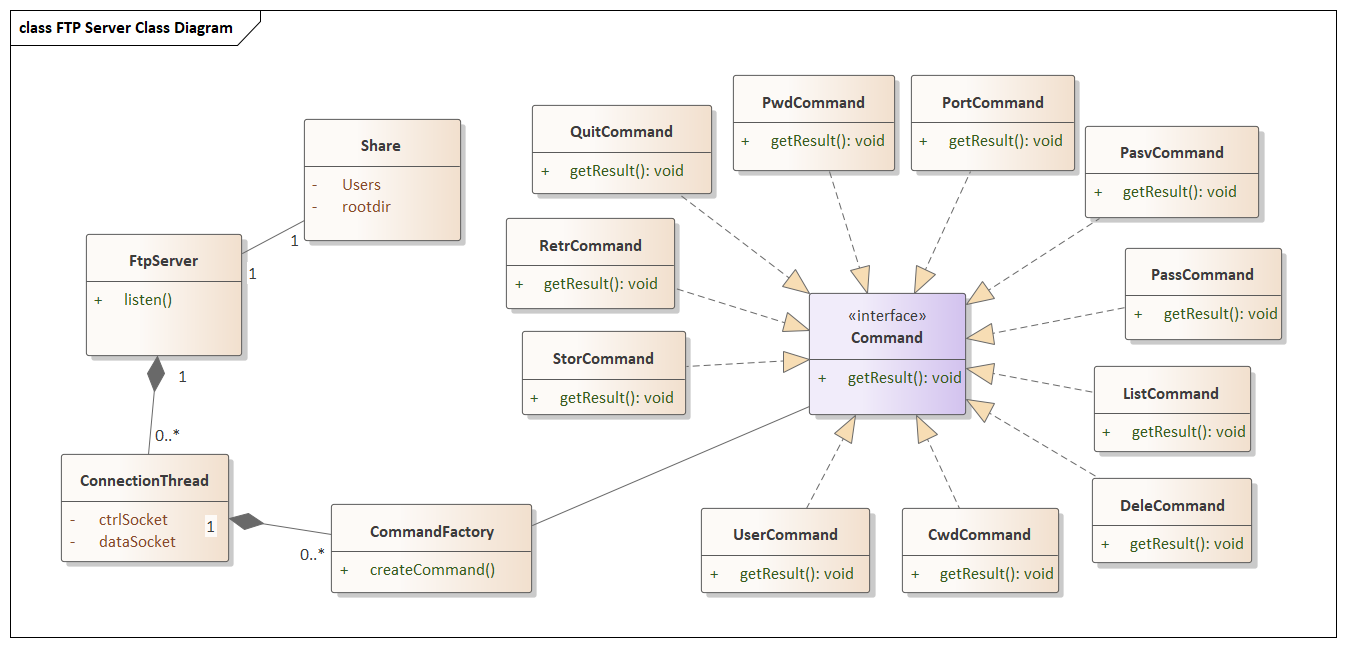 class FTP Server Class Diagram
PwdCommand
+ getResult(): void
PortCommand
+ getResult(): void
QuitCommand
+ getResult(): void
Share
- Users
- rootdir
PasvCommand
+ getResult(): void
RetrCommand
+ getResult(): void
FtpServer
+ listen()
1
1
PassCommand
+ getResult(): void
«interface»
Command
+ getResult(): void
StorCommand
+ getResult(): void
1
0..*
ListCommand
+ getResult(): void
ConnectionThread
- ctrlSocket
- dataSocket
1
0..*
CommandFactory
+ createCommand()
UserCommand
+ getResult(): void
CwdCommand
+ getResult(): void
DeleCommand
+ getResult(): void